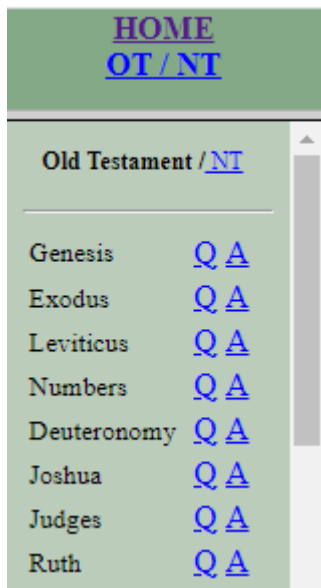 HOME
OT / NT
Old Testament / NT
Genesis Q A
Exodus Q A
Leviticus Q A
Numbers Q A
Deuteronomy Q A
Joshua Q A
Judges Q A
Ruth Q A